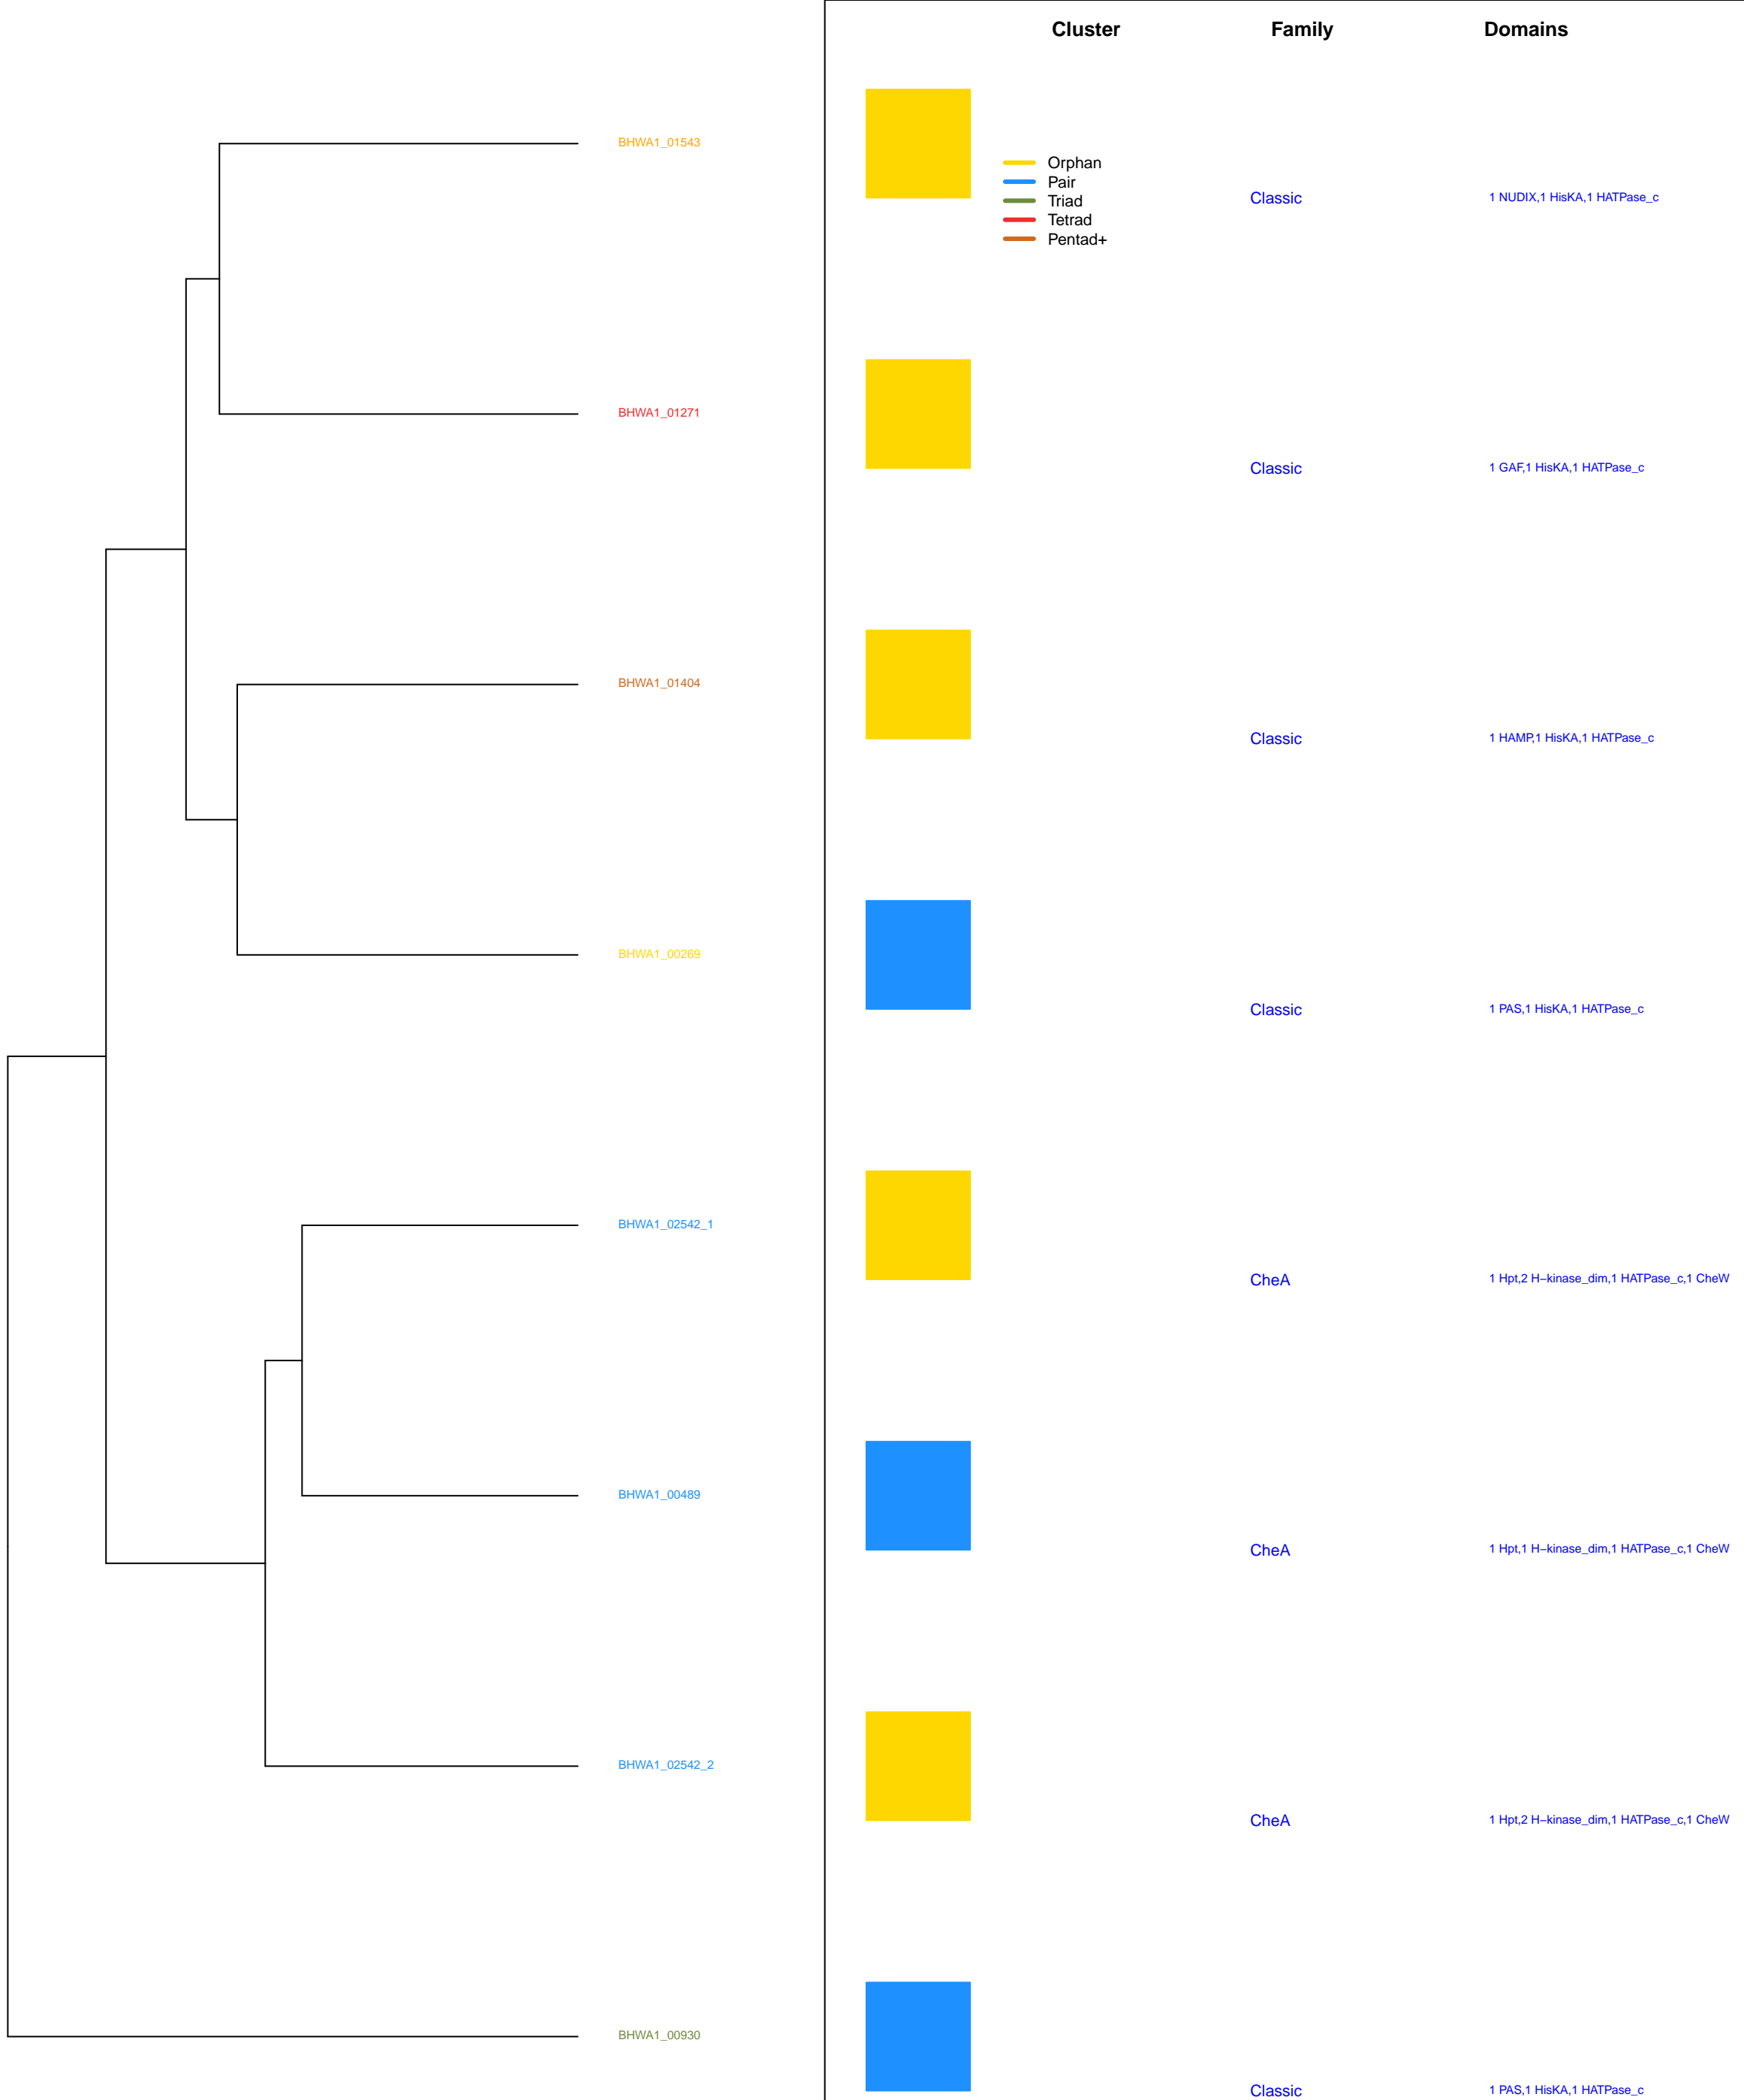 Cluster Family Domains
BHWA1_01543
Orphan
Pair
Triad
Tetrad
Pentad+
Classic 1 NUDIX,1 HisKA,1 HATPase_c
BHWA1_01271
Classic 1 GAF,1 HisKA,1 HATPase_c
BHWA1_01404
Classic 1 HAMP,1 HisKA,1 HATPase_c
BHWA1_00269
Classic 1 PAS,1 HisKA,1 HATPase_c
BHWA1_02542_1
CheA 1 Hpt,2 H−kinase_dim,1 HATPase_c,1 CheW
BHWA1_00489
CheA 1 Hpt,1 H−kinase_dim,1 HATPase_c,1 CheW
BHWA1_02542_2
CheA 1 Hpt,2 H−kinase_dim,1 HATPase_c,1 CheW
BHWA1_00930
Classic 1 PAS,1 HisKA,1 HATPase_c